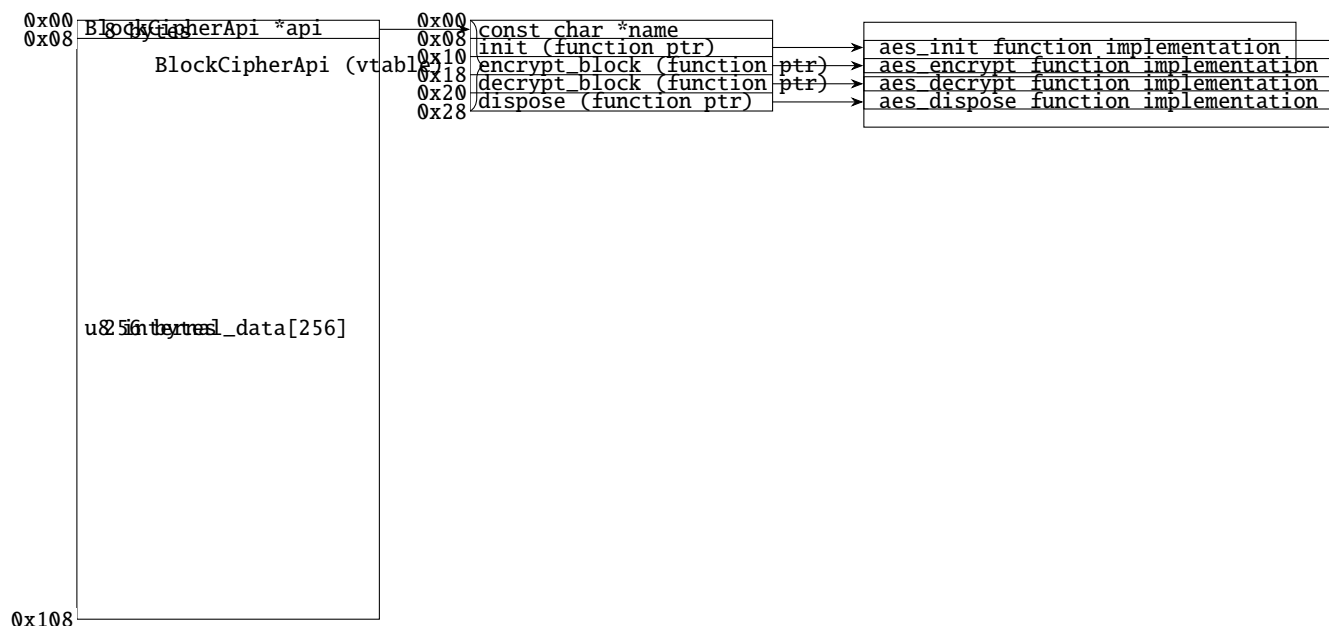 0x00
BlockCipherApi *api
8 bytes
0x08
BlockCipherApi (vtable)
u8 internal_data[256]
256 bytes
0x108
0x00
const char *name
0x08
init (function ptr)
0x10
encrypt_block (function ptr)
0x18
decrypt_block (function ptr)
0x20
dispose (function ptr)
0x28
aes_init function implementation
aes_encrypt function implementation
aes_decrypt function implementation
aes_dispose function implementation